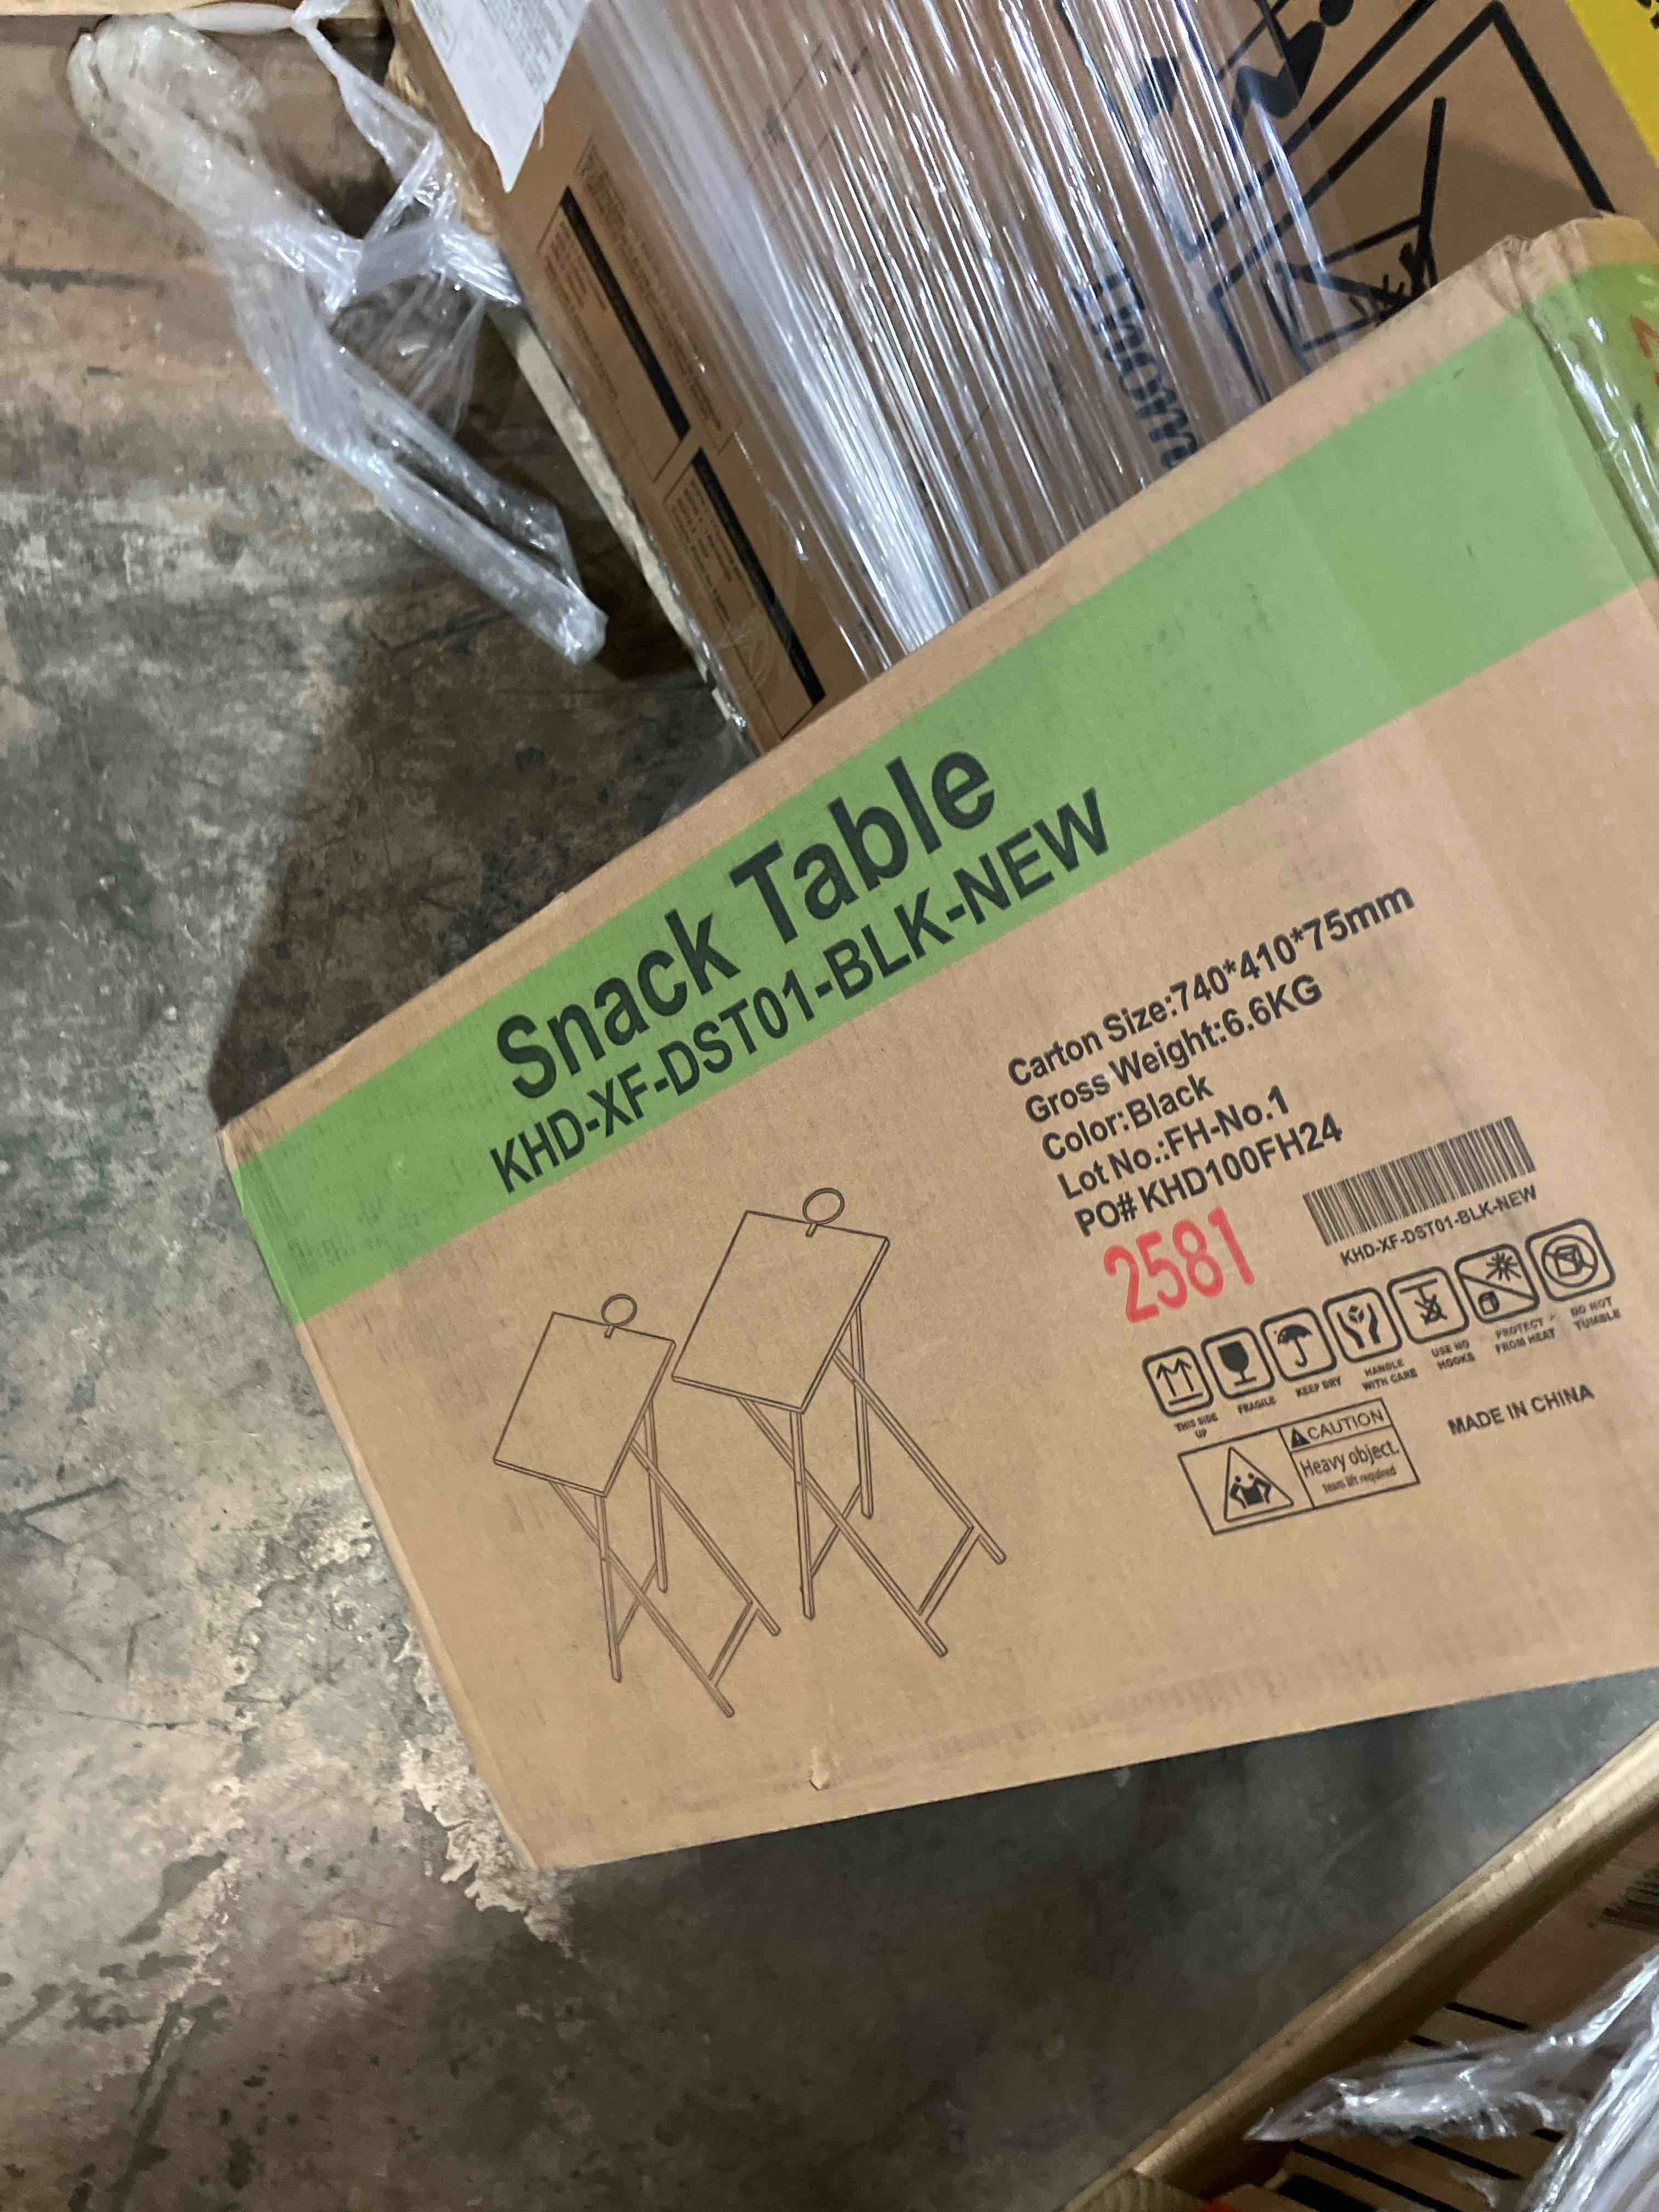 Snack Table
KHD-XF-DST01-BLK-NEW
Carton Size:740*410*75mm
Gross Weight:6.6KG
Color:Black
Lot No.:FH-No.1
PO# KHD100FH24
2581
KHD-XF-DST01-BLK-NEW
THIS SIDE UP
FRAGILE
KEEP DRY
HANDLE WITH CARE
USE NO HOOKS
PROTECT FROM HEAT
DO NOT TUMBLE
CAUTION
Heavy object.
team lift required
MADE IN CHINA